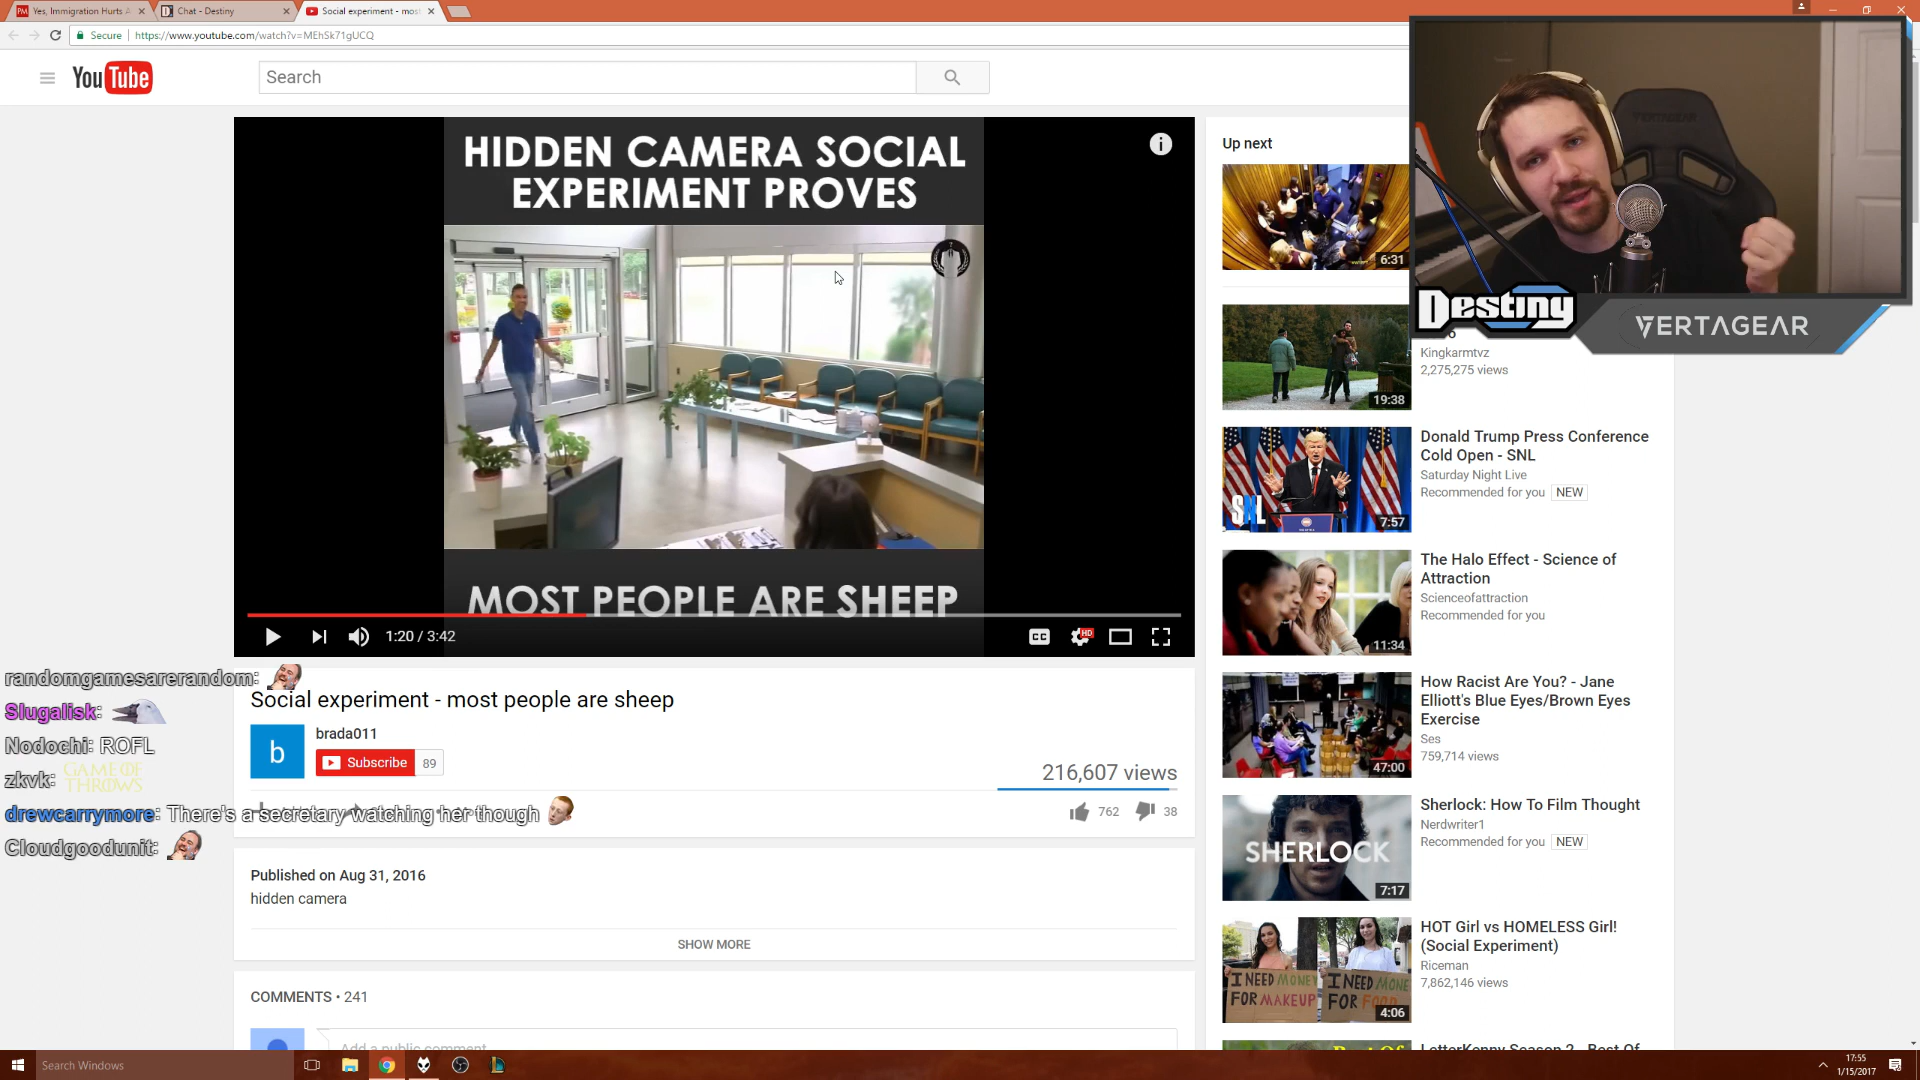 Yes, Immigration Hurts A
Chat - Destiny
Social experiment - most
Secure
https://www.youtube.com/watch?v=MEhSk71gUCQ
YouTube
Search
HIDDEN CAMERA SOCIAL
EXPERIMENT PROVES
MOST PEOPLE ARE SHEEP
1:20 / 3:42
CC
HD
Social experiment - most people are sheep
b
brada011
Subscribe
89
216,607 views
762
38
Published on Aug 31, 2016
hidden camera
SHOW MORE
COMMENTS • 241
Add a public comment
randomgamesarerandom:
Slugalisk:
Nodochi: ROFL
zkvk: GAME OF
THROWS
drewcarrymore: There's a secretary watching her though
Cloudgoodunit:
Up next
6:31
Kingkarmtvz
2,275,275 views
19:38
Donald Trump Press Conference
Cold Open - SNL
Saturday Night Live
Recommended for you NEW
SNL
7:57
The Halo Effect - Science of
Attraction
Scienceofattraction
Recommended for you
11:34
How Racist Are You? - Jane
Elliott's Blue Eyes/Brown Eyes
Exercise
Ses
759,714 views
47:00
Sherlock: How To Film Thought
Nerdwriter1
Recommended for you NEW
SHERLOCK
7:17
HOT Girl vs HOMELESS Girl!
(Social Experiment)
Riceman
7,862,146 views
I NEED MONEY
FOR MAKEUP
I NEED MONE
FOR FOOD
4:06
LetterKenny Season 2 - Best Of
Best Of
VERTAGEAR
Destiny
VERTAGEAR
Search Windows
17:55
1/15/2017